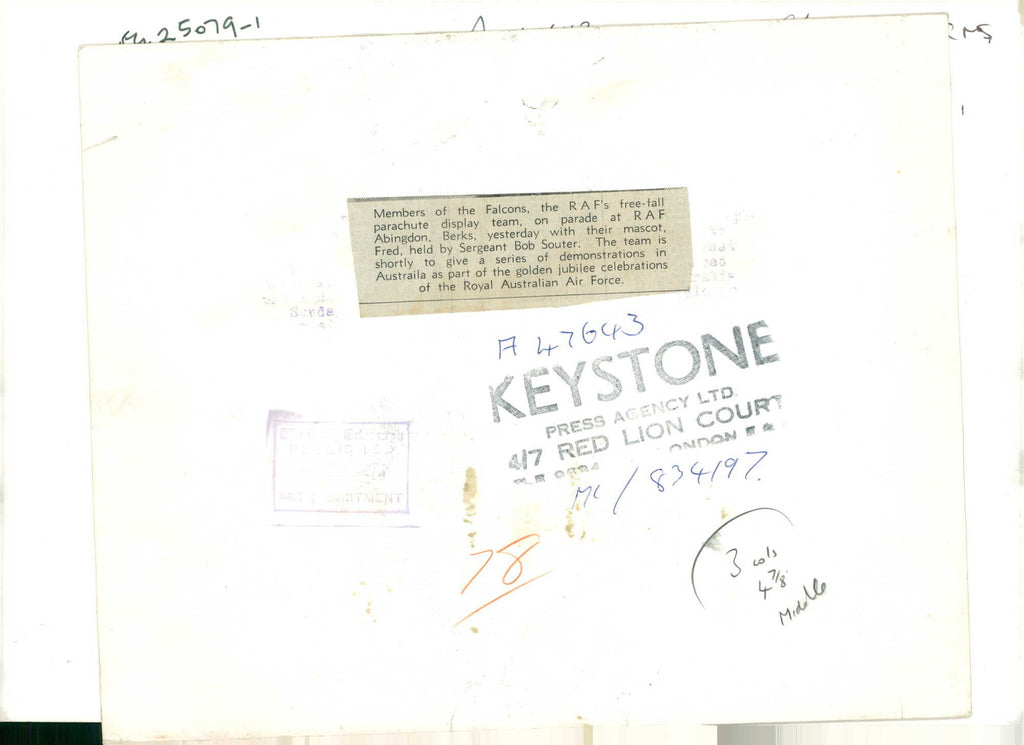 25079-1
Members of the Falcons, the RAF's free-fall
parachute display team, on parade at RAF
Abingdon, Berks, yesterday with their mascot,
Fred, held by Sergeant Bob Souter. The team is
shortly to give a series of demonstrations in
Austraila as part of the golden jubilee celebrations
of the Royal Australian Air Force.
A 47643
KEYSTONE
PRESS AGENCY LTD.
4/7 RED LION COURT
LONDON
/834197.
ART DEPARTMENT
78
3 cols
4 7/8
Middle